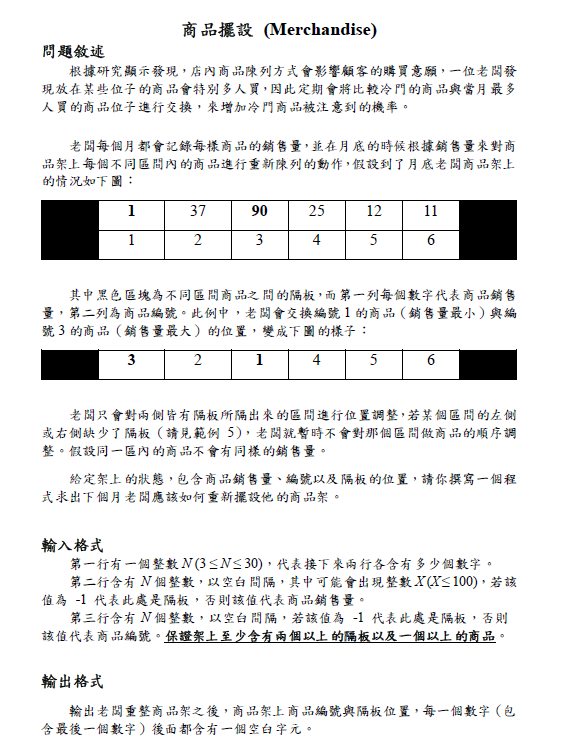 商品擺設 (Merchandise)
問題敘述
根據研究顯示發現，店內商品陳列方式會影響顧客的購買意願，一位老闆發
現放在某些位子的商品會特別多人買，因此定期會將比較冷門的商品與當月最多
人買的商品位子進行交換，來增加冷門商品被注意到的機率。
老闆每個月都會記錄每樣商品的銷售量，並在月底的時候根據銷售量來對商
品架上每個不同區間內的商品進行重新陳列的動作，假設到了月底老闆商品架上
的情況如下圖：
1 37 90 25 12 11
1 2 3 4 5 6
其中黑色區塊為不同區間商品之間的隔板，而第一列每個數字代表商品銷售
量，第二列為商品編號。此例中，老闆會交換編號 1 的商品（銷售量最小）與編
號 3 的商品（銷售量最大）的位置，變成下圖的樣子：
3 2 1 4 5 6
老闆只會對兩側皆有隔板所隔出來的區間進行位置調整，若某個區間的左側
或右側缺少了隔板（請見範例 5），老闆就暫時不會對那個區間做商品的順序調
整。假設同一區內的商品不會有同樣的銷售量。
給定架上的狀態，包含商品銷售量、編號以及隔板的位置，請你撰寫一個程
式求出下個月老闆應該如何重新擺設他的商品架。
輸入格式
第一行有一個整數 N (3 ≤ N ≤ 30)，代表接下來兩行各含有多少個數字。
第二行含有 N 個整數，以空白間隔，其中可能會出現整數 X (X≤ 100)，若該
值為 -1 代表此處是隔板，否則該值代表商品銷售量。
第三行含有 N 個整數，以空白間隔，若該值為 -1 代表此處是隔板，否則
該值代表商品編號。保證架上至少含有兩個以上的隔板以及一個以上的商品。
輸出格式
輸出老闆重整商品架之後，商品架上商品編號與隔板位置，每一個數字（包
含最後一個數字）後面都含有一個空白字元。